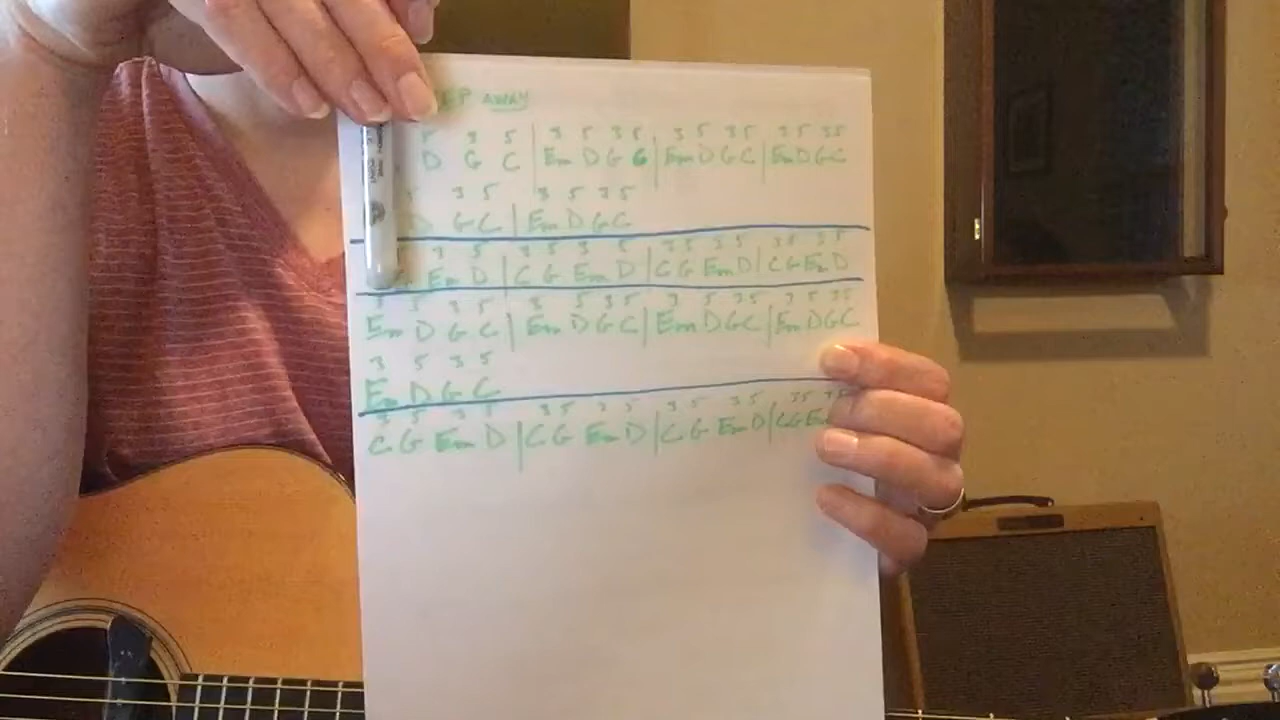 EP AWAY
5 3 5 3 5 3 5 3 5 3 5 3 5 3 5
D G C | Em D G G | Em D G C | Em D G C
3 5 3 5 3 5
D G C | Em D G C
3 5 3 5 3 5 3 5 3 5 3 5 3 5
Em D | C G Em D | C G Em D | C G Em D
3 5 3 5 3 5 3 5 3 5 3 5 3 5 3 5
Em D G C | Em D G C | Em D G C | Em D G C
3 5 3 5
Em D G C
3 5 3 5 3 5 3 5 3 5 3 5 3 5 3 5
C G Em D | C G Em D | C G Em D | C G Em